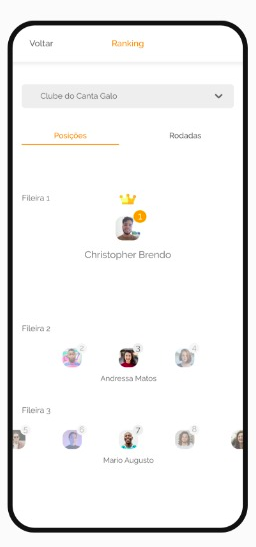 Voltar Ranking
Clube do Canta Galo
Posições Rodadas
Fileira 1
1
Christopher Brendo
Fileira 2
2 3 4
Andressa Matos
Fileira 3
5 6 7 8
Mario Augusto